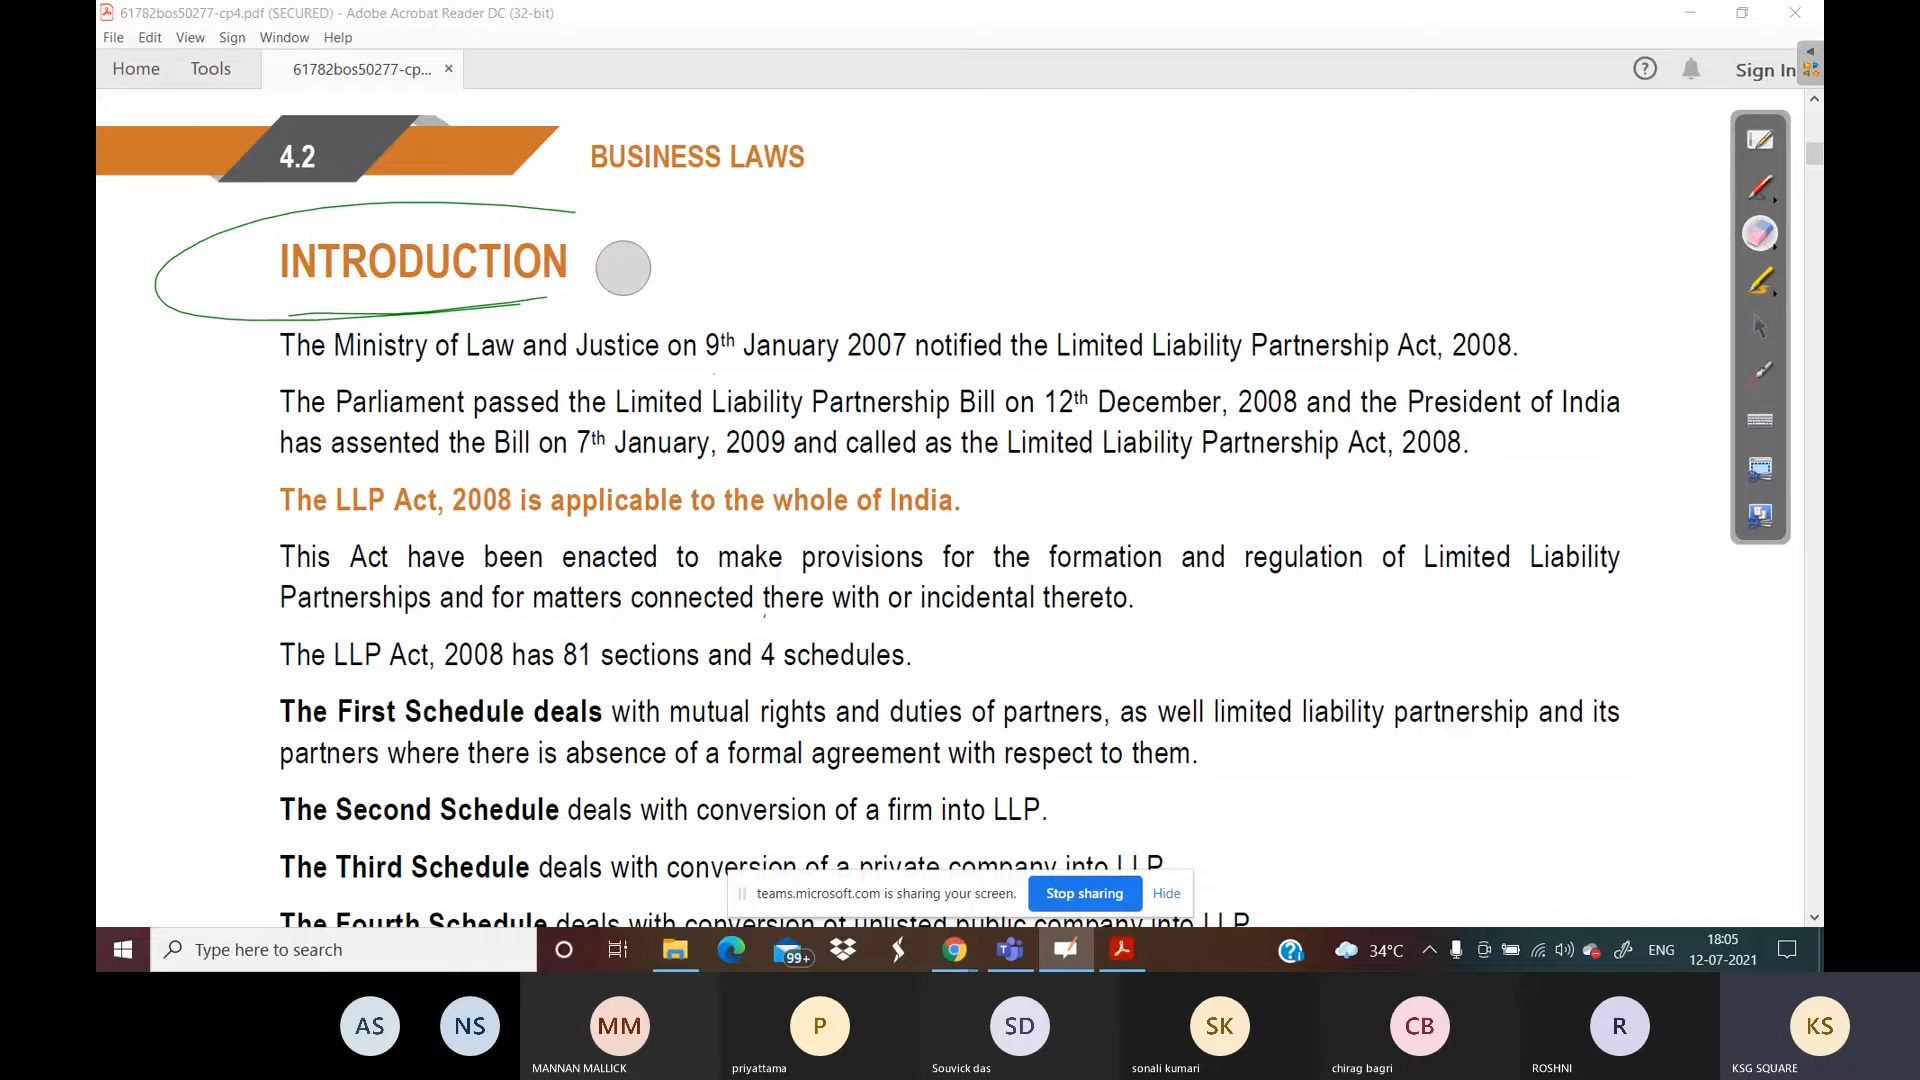 61782bos50277-cp4.pdf (SECURED) - Adobe Acrobat Reader DC (32-bit)
File Edit View Sign Window Help
Home Tools 61782bos50277-cp... × Sign In
4.2 BUSINESS LAWS
INTRODUCTION
The Ministry of Law and Justice on 9th January 2007 notified the Limited Liability Partnership Act, 2008.
The Parliament passed the Limited Liability Partnership Bill on 12th December, 2008 and the President of India
has assented the Bill on 7th January, 2009 and called as the Limited Liability Partnership Act, 2008.
The LLP Act, 2008 is applicable to the whole of India.
This Act have been enacted to make provisions for the formation and regulation of Limited Liability
Partnerships and for matters connected there with or incidental thereto.
The LLP Act, 2008 has 81 sections and 4 schedules.
The First Schedule deals with mutual rights and duties of partners, as well limited liability partnership and its
partners where there is absence of a formal agreement with respect to them.
The Second Schedule deals with conversion of a firm into LLP.
The Third Schedule deals with conversion of a private company into LLP.
teams.microsoft.com is sharing your screen. Stop sharing Hide
The Fourth Schedule deals with conversion of unlisted public company into LLP.
Type here to search 99+ 34°C ENG 18:05
12-07-2021
AS NS MM P SD SK CB R KS
MANNAN MALLICK priyattama Souvick das sonali kumari chirag bagri ROSHNI KSG SQUARE